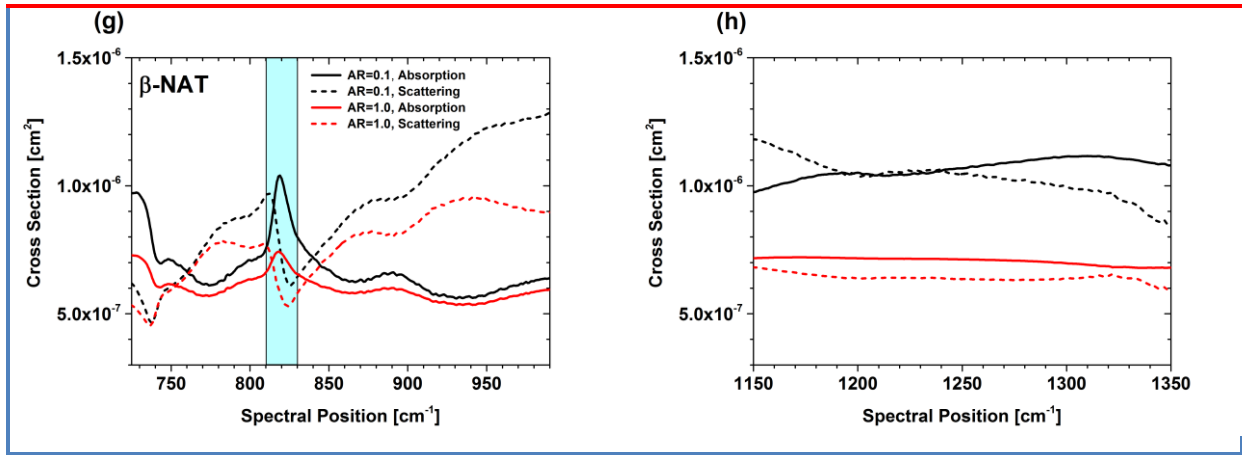 (g)
(h)
1.5x10⁻⁶
1.0x10⁻⁶
5.0x10⁻⁷
Cross Section [cm²]
β-NAT
AR=0.1, Absorption
AR=0.1, Scattering
AR=1.0, Absorption
AR=1.0, Scattering
750 800 850 900 950
Spectral Position [cm⁻¹]
1.5x10⁻⁶
1.0x10⁻⁶
5.0x10⁻⁷
Cross Section [cm²]
1150 1200 1250 1300 1350
Spectral Position [cm⁻¹]